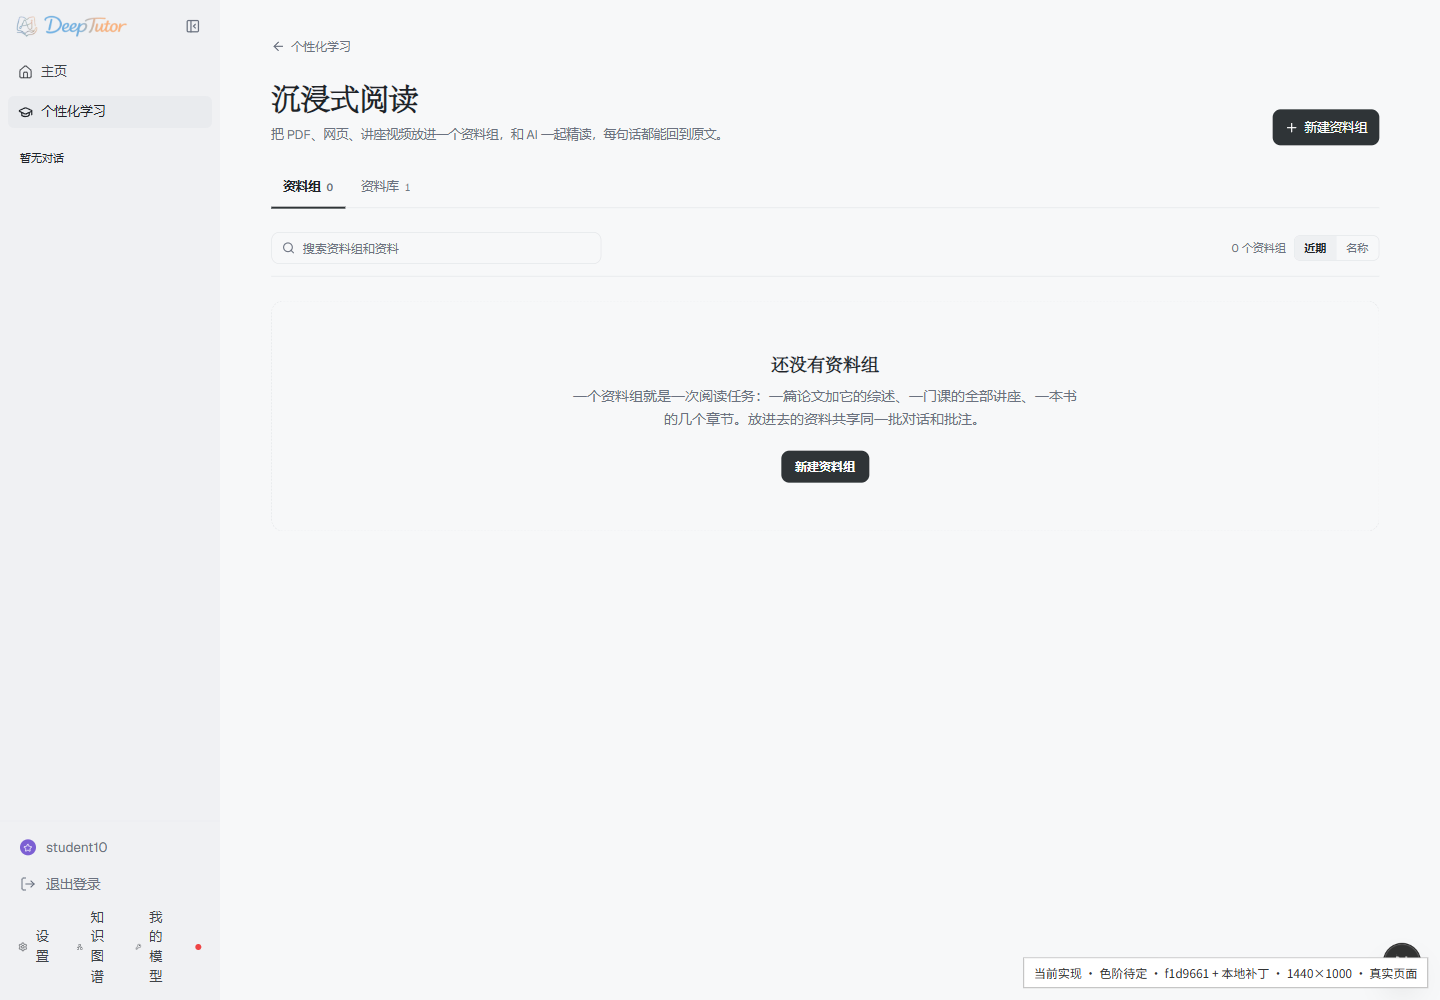 DeepTutor
主页
个性化学习
暂无对话
student10
退出登录
设置
知识图谱
我的模型
个性化学习
沉浸式阅读
把 PDF、网页、讲座视频放进一个资料组，和 AI 一起精读，每句话都能回到原文。
新建资料组
资料组 0
资料库 1
搜索资料组和资料
0 个资料组
近期
名称
还没有资料组
一个资料组就是一次阅读任务：一篇论文加它的综述、一门课的全部讲座、一本书
的几个章节。放进去的资料共享同一批对话和批注。
新建资料组
当前实现 · 色阶待定 · f1d9661 + 本地补丁 · 1440×1000 · 真实页面